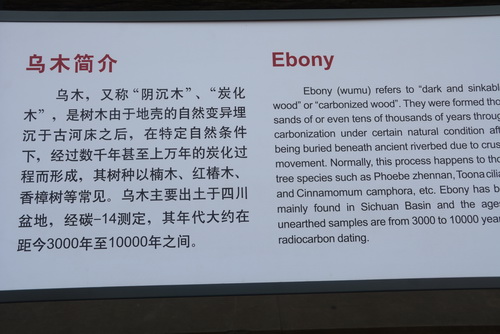 乌木简介
乌木，又称“阴沉木”、“炭化
木”，是树木由于地壳的自然变异埋
沉于古河床之后，在特定自然条件
下，经过数千年甚至上万年的炭化过
程而形成，其树种以楠木、红椿木、
香樟树等常见。乌木主要出土于四川
盆地，经碳-14测定，其年代大约在
距今3000年至10000年之间。
Ebony
Ebony (wumu) refers to “dark and sinkabl
wood” or “carbonized wood”. They were formed tho
sands of or even tens of thousands of years throug
carbonization under certain natural condition aft
being buried beneath ancient riverbed due to crus
movement. Normally, this process happens to tho
tree species such as Phoebe zhennan, Toona cilia
and Cinnamomum camphora, etc. Ebony has b
mainly found in Sichuan Basin and the age
unearthed samples are from 3000 to 10000 year
radiocarbon dating.